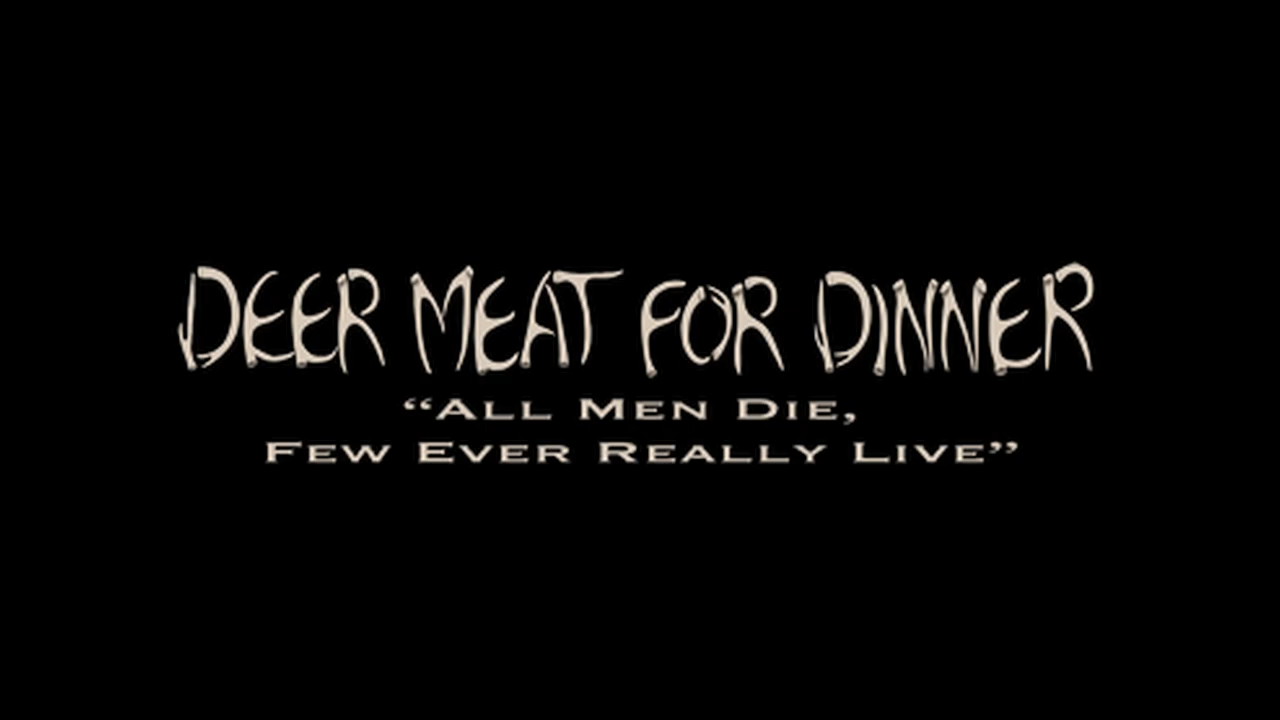 DEER MEAT FOR DINNER
“ALL MEN DIE,
FEW EVER REALLY LIVE”